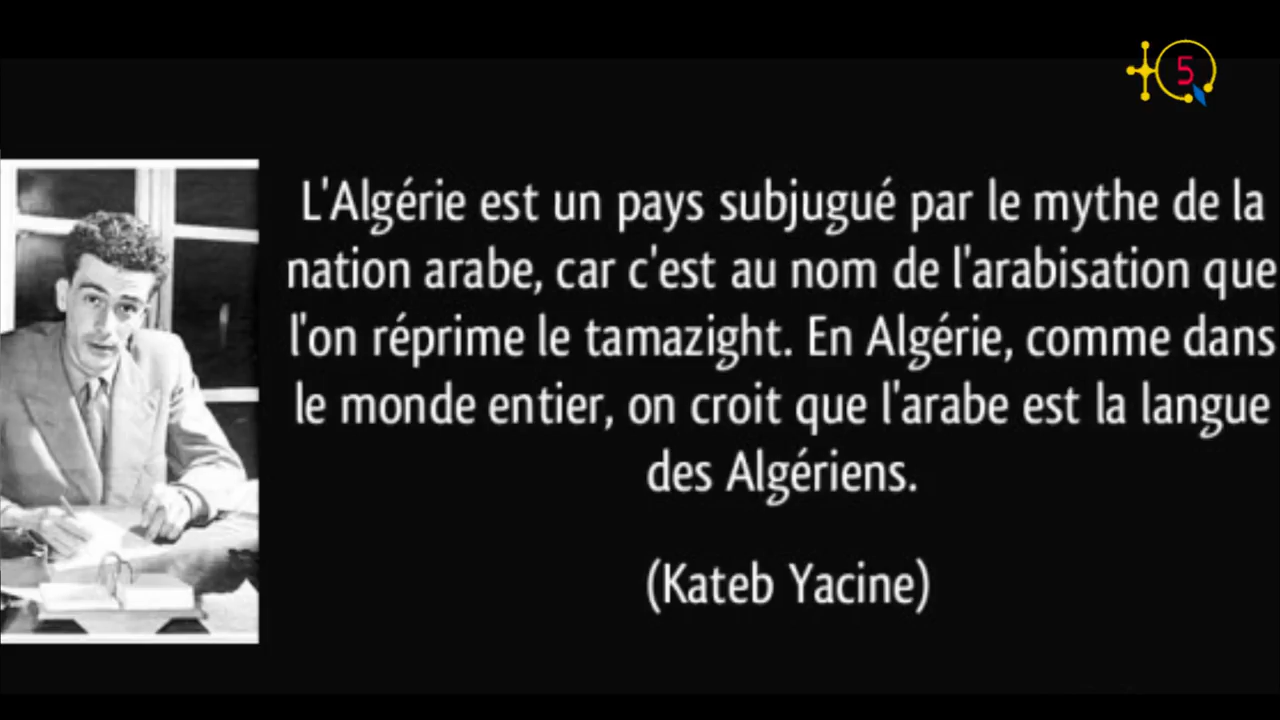 5
L'Algérie est un pays subjugué par le mythe de la
nation arabe, car c'est au nom de l'arabisation que
l'on réprime le tamazight. En Algérie, comme dans
le monde entier, on croit que l'arabe est la langue
des Algériens.
(Kateb Yacine)